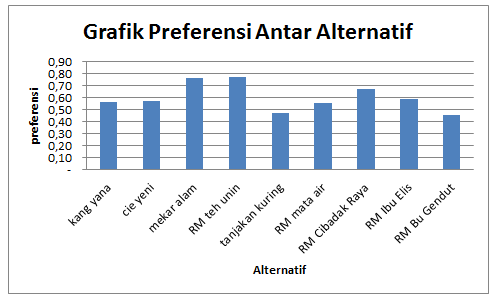 Grafik Preferensi Antar Alternatif
preferensi
0,90
0,80
0,70
0,60
0,50
0,40
0,30
0,20
0,10
-
kang yana
cie yeni
mekar alam
RM teh unin
tanjakan kuring
RM mata air
RM Cibadak Raya
RM Ibu Elis
RM Bu Gendut
Alternatif